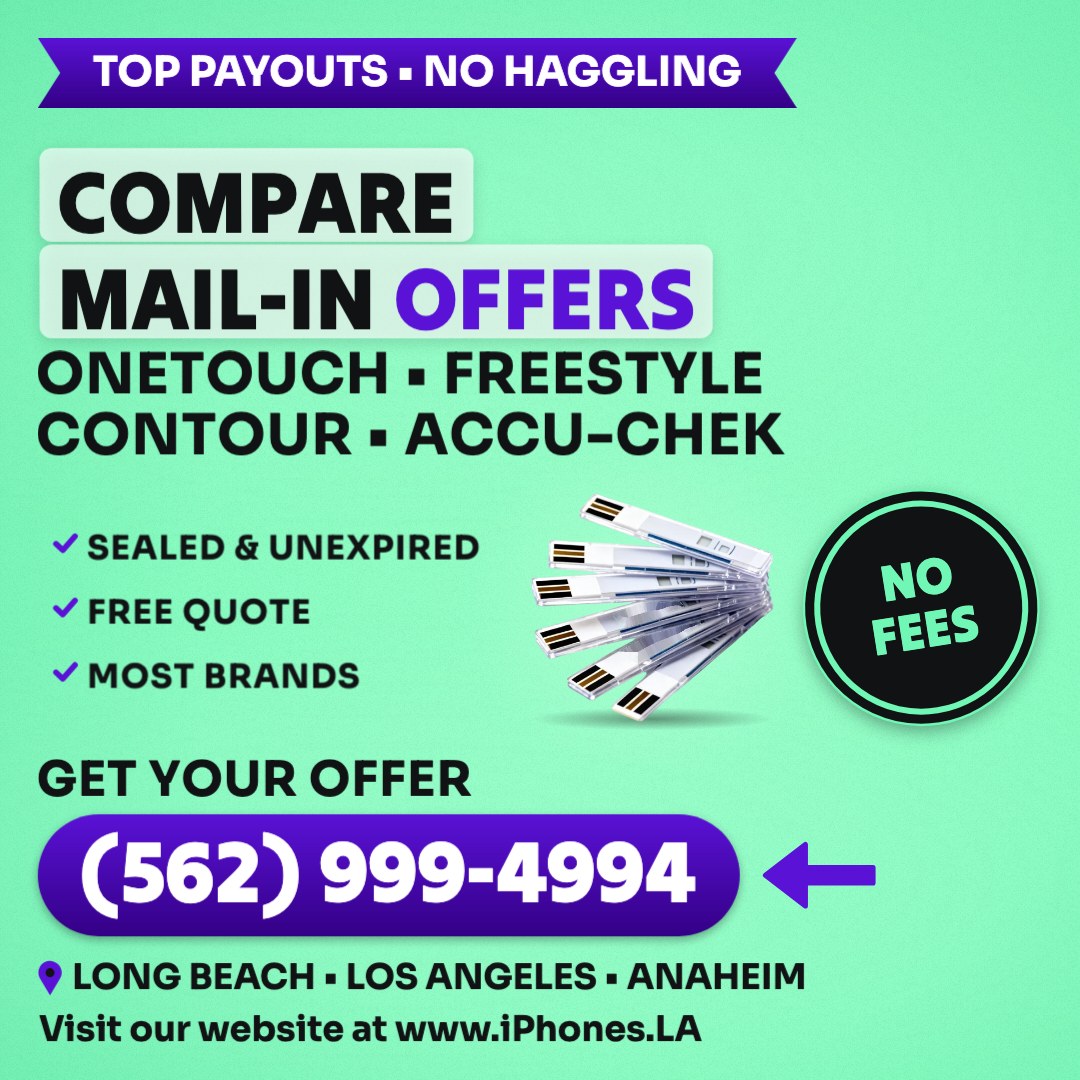 TOP PAYOUTS ▪ NO HAGGLING
COMPARE
MAIL-IN OFFERS
ONETOUCH ▪ FREESTYLE
CONTOUR ▪ ACCU-CHEK
SEALED & UNEXPIRED
FREE QUOTE
MOST BRANDS
NO
FEES
GET YOUR OFFER
(562) 999-4994
LONG BEACH ▪ LOS ANGELES ▪ ANAHEIM
Visit our website at www.iPhones.LA